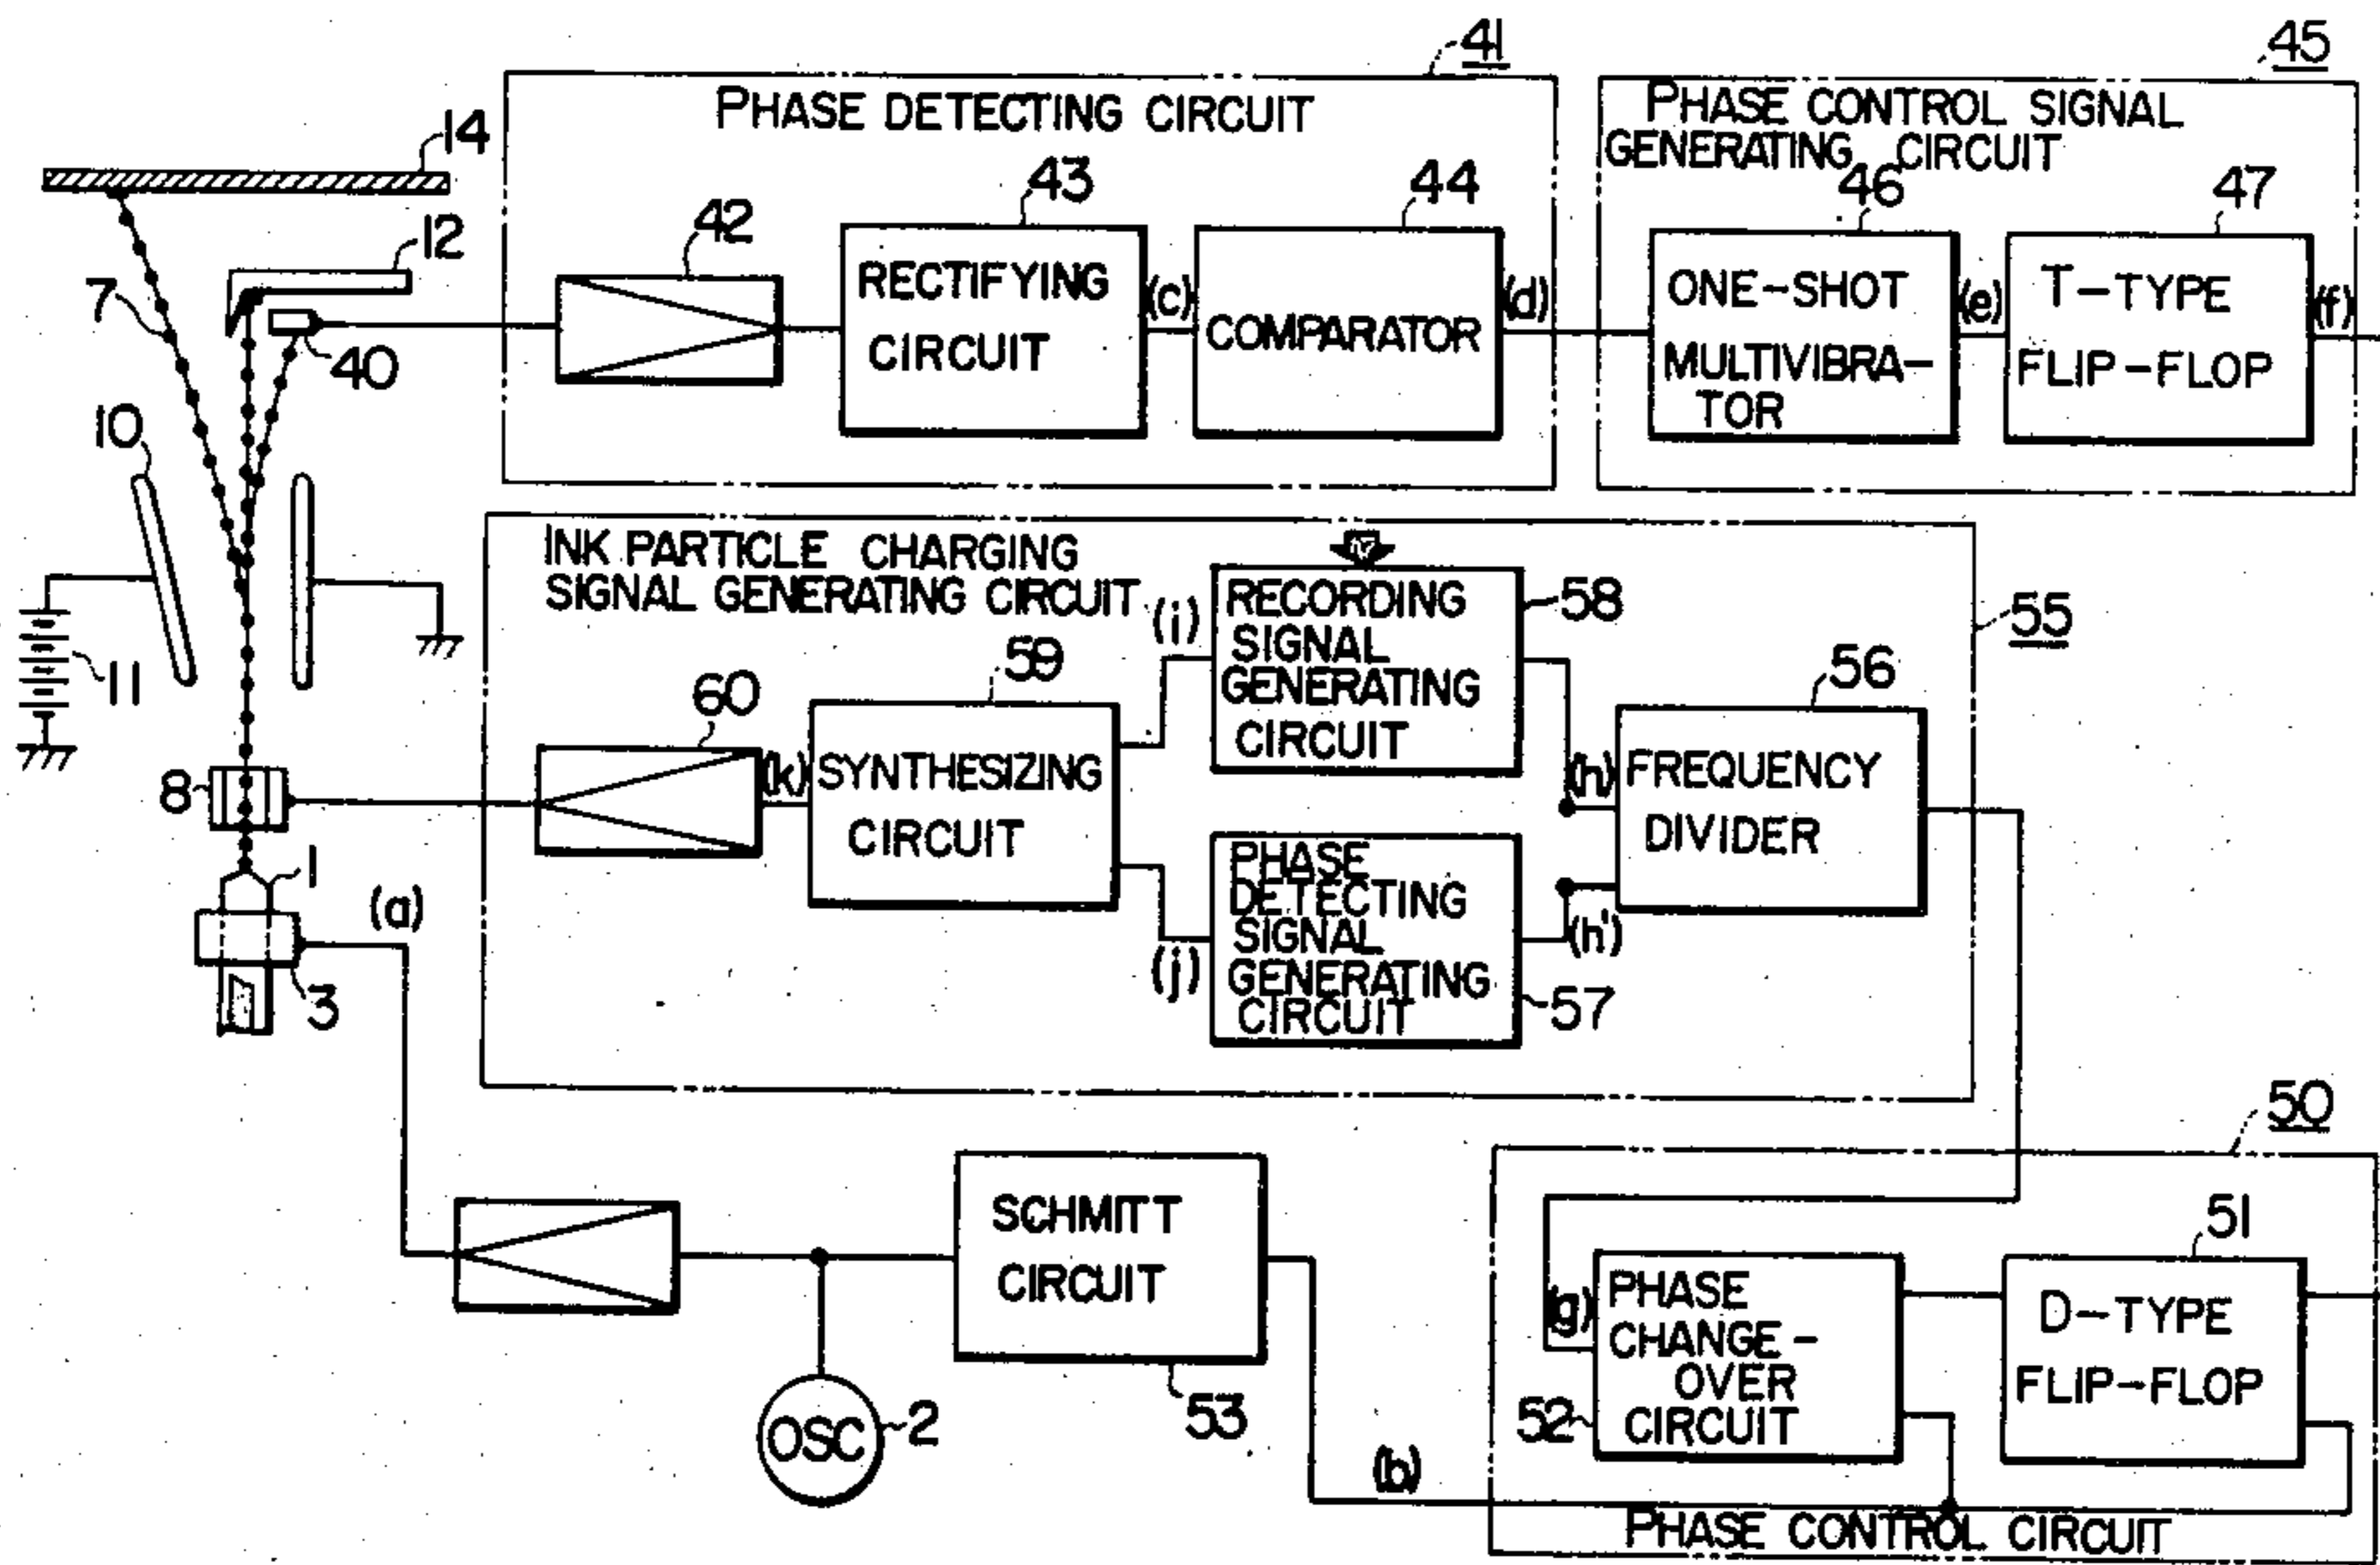 41
45
PHASE DETECTING CIRCUIT
PHASE CONTROL SIGNAL
GENERATING CIRCUIT
14
12
42
43
44
46
47
7
40
RECTIFYING
CIRCUIT
(c)
COMPARATOR
(d)
ONE-SHOT
MULTIVIBRA-
TOR
(e)
T-TYPE
FLIP-FLOP
(f)
10
11
INK PARTICLE CHARGING
SIGNAL GENERATING CIRCUIT
(i)
RECORDING
SIGNAL
GENERATING
CIRCUIT
58
55
59
60
56
8
(k)
SYNTHESIZING
CIRCUIT
(h)
FREQUENCY
DIVIDER
1
(a)
3
(j)
PHASE
DETECTING
SIGNAL
GENERATING
CIRCUIT
(h')
57
50
SCHMITT
CIRCUIT
53
OSC
2
(b)
(g)
PHASE
CHANGE-
OVER
CIRCUIT
52
51
D-TYPE
FLIP-FLOP
PHASE CONTROL CIRCUIT